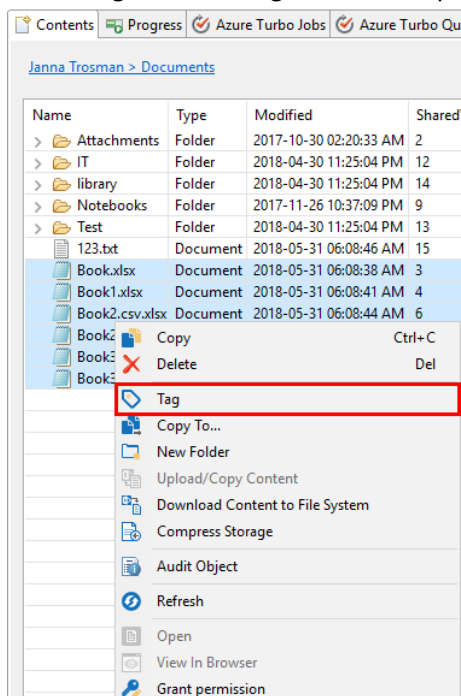 Contents Progress Azure Turbo Jobs Azure Turbo Qu
Janna Trosman > Documents
Name Type Modified Shared
Attachments Folder 2017-10-30 02:20:33 AM 2
IT Folder 2018-04-30 11:25:04 PM 12
library Folder 2018-04-30 11:25:04 PM 14
Notebooks Folder 2017-11-26 10:37:09 PM 9
Test Folder 2018-04-30 11:25:04 PM 13
123.txt Document 2018-05-31 06:08:46 AM 15
Book.xlsx Document 2018-05-31 06:08:38 AM 3
Book1.xlsx Document 2018-05-31 06:08:41 AM 4
Book2.csv.xlsx Document 2018-05-31 06:08:44 AM 6
Book2
Book3
Book3
Copy Ctrl+C
Delete Del
Tag
Copy To...
New Folder
Upload/Copy Content
Download Content to File System
Compress Storage
Audit Object
Refresh
Open
View In Browser
Grant permission